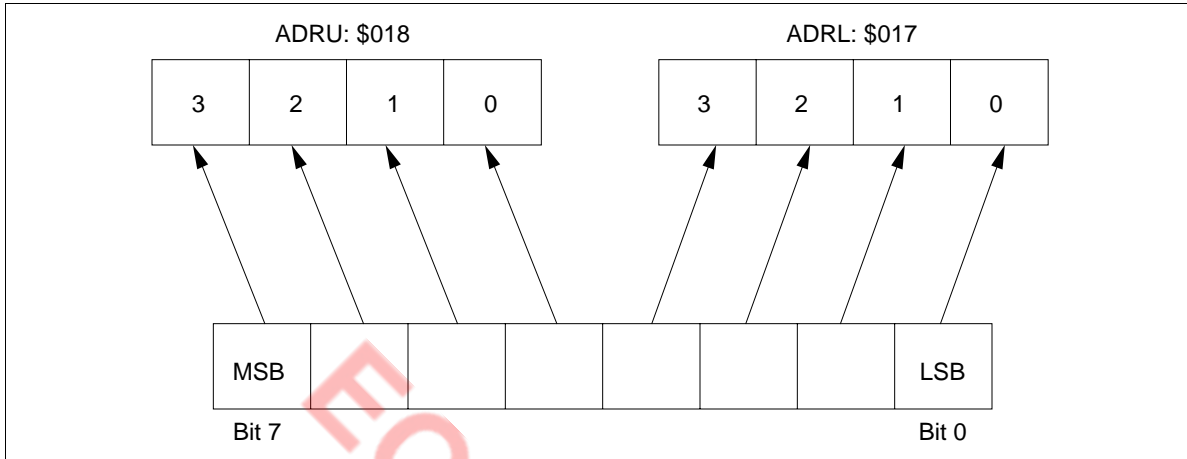 ADRU: $018 ADRL: $017
3 2 1 0 3 2 1 0
MSB LSB
Bit 7 Bit 0